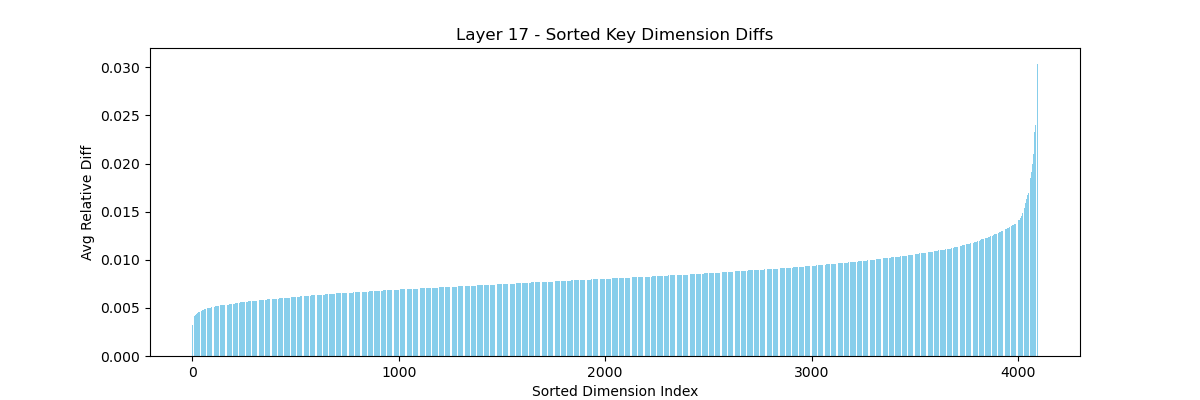 Layer 17 - Sorted Key Dimension Diffs
0.030
0.025
0.020
0.015
0.010
0.005
0.000
Avg Relative Diff
0 1000 2000 3000 4000
Sorted Dimension Index